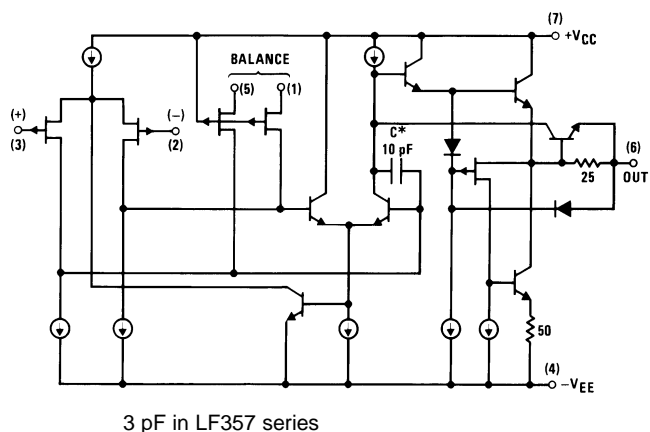 (7)
+VCC
BALANCE
(5)
(1)
(+)
(3)
(−)
(2)
C*
10 pF
(6)
25
OUT
50
(4)
−VEE
3 pF in LF357 series